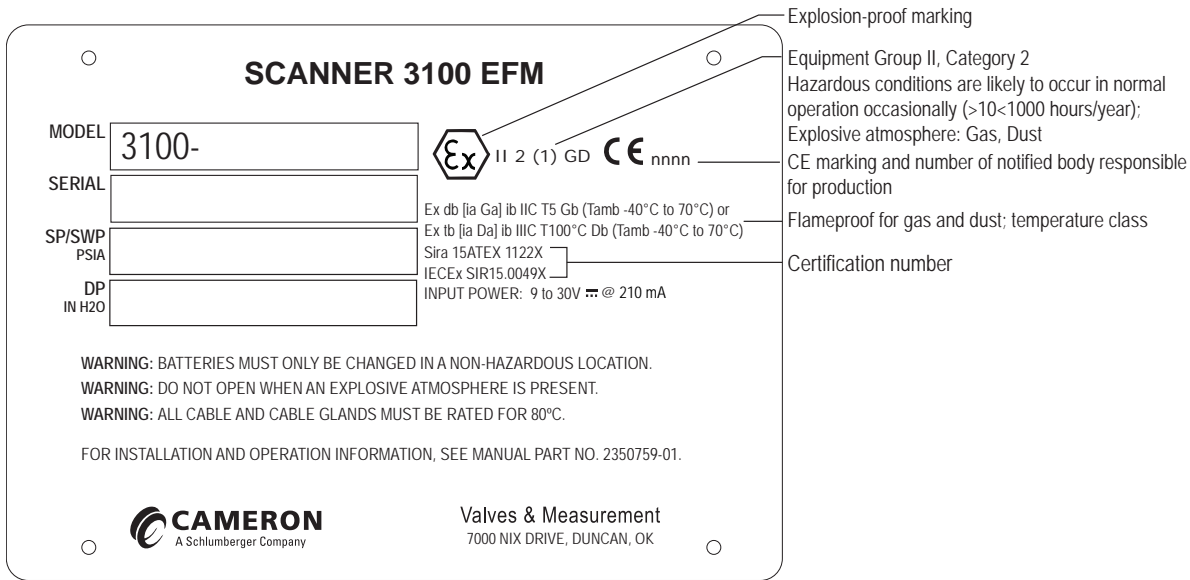 Explosion-proof marking
Equipment Group II, Category 2
Hazardous conditions are likely to occur in normal
operation occasionally (>10<1000 hours/year);
Explosive atmosphere: Gas, Dust
CE marking and number of notified body responsible
for production
Flameproof for gas and dust; temperature class
Certification number
SCANNER 3100 EFM
MODEL 3100-
SERIAL
SP/SWP
PSIA
DP
IN H2O
Ex II 2 (1) GD CE nnnn
Ex db [ia Ga] ib IIC T5 Gb (Tamb -40°C to 70°C) or
Ex tb [ia Da] ib IIIC T100°C Db (Tamb -40°C to 70°C)
Sira 15ATEX 1122X
IECEx SIR15.0049X
INPUT POWER: 9 to 30V ⎓ @ 210 mA
WARNING: BATTERIES MUST ONLY BE CHANGED IN A NON-HAZARDOUS LOCATION.
WARNING: DO NOT OPEN WHEN AN EXPLOSIVE ATMOSPHERE IS PRESENT.
WARNING: ALL CABLE AND CABLE GLANDS MUST BE RATED FOR 80ºC.
FOR INSTALLATION AND OPERATION INFORMATION, SEE MANUAL PART NO. 2350759-01.
CAMERON
A Schlumberger Company
Valves & Measurement
7000 NIX DRIVE, DUNCAN, OK